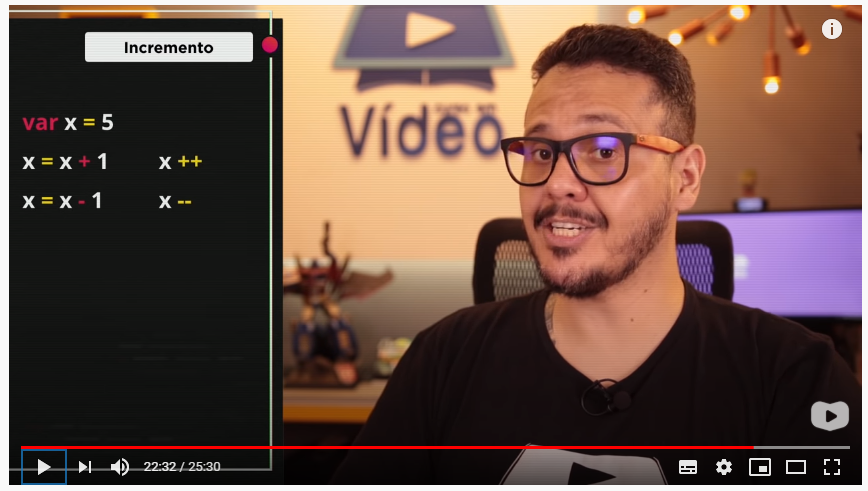 Incremento
var x = 5
x = x + 1 x ++
x = x - 1 x --
Vídeo
22:32 / 25:30